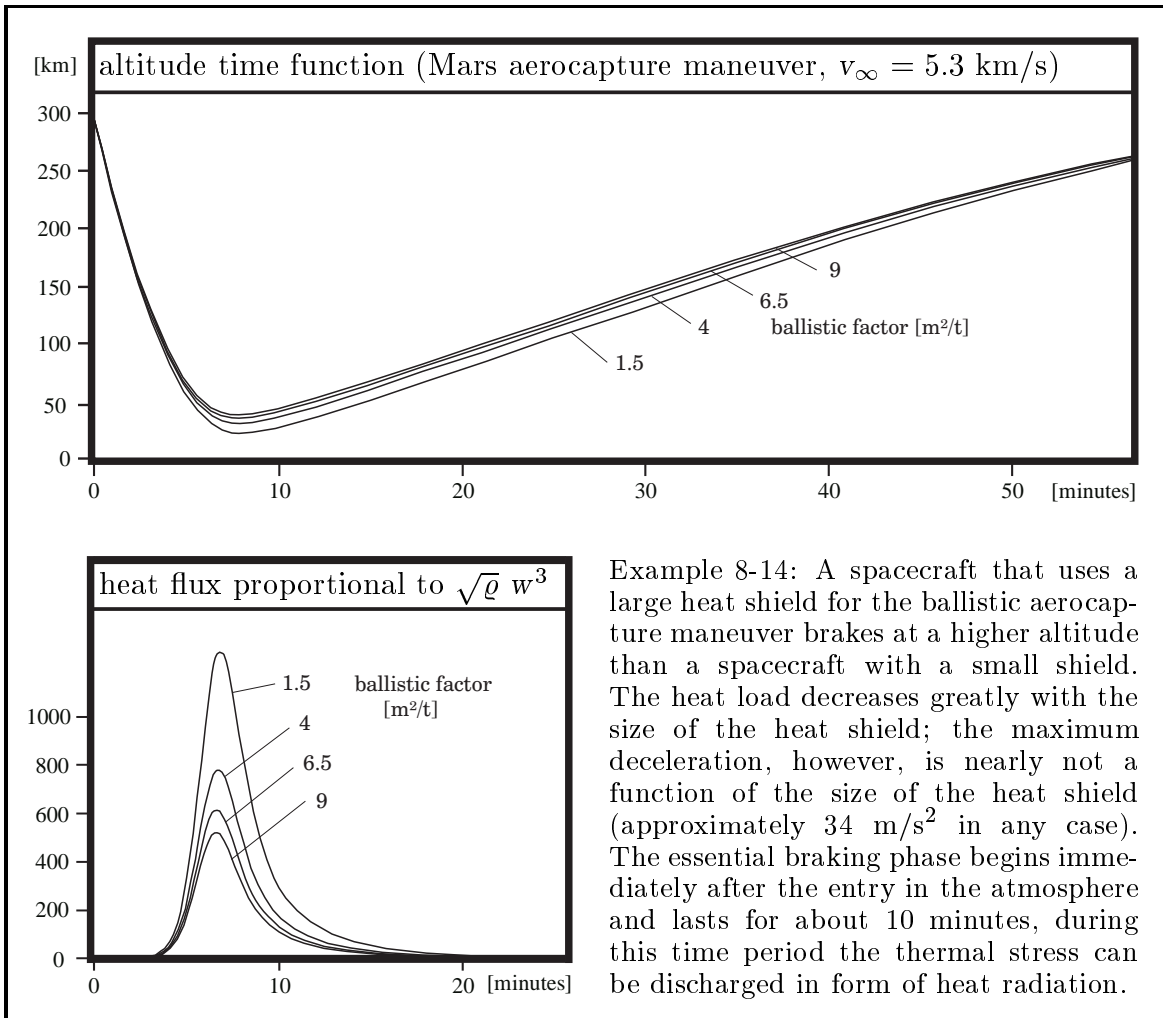 [km]
altitude time function (Mars aerocapture maneuver, v∞ = 5.3 km/s)
300
250
200
150
100
50
0
9
6.5
4
ballistic factor [m²/t]
1.5
0 10 20 30 40 50 [minutes]
heat flux proportional to √ϱ w³
1.5
ballistic factor
[m²/t]
4
6.5
9
1000
800
600
400
200
0
0 10 20 [minutes]
Example 8-14: A spacecraft that uses a
large heat shield for the ballistic aerocap-
ture maneuver brakes at a higher altitude
than a spacecraft with a small shield.
The heat load decreases greatly with the
size of the heat shield; the maximum
deceleration, however, is nearly not a
function of the size of the heat shield
(approximately 34 m/s² in any case).
The essential braking phase begins imme-
diately after the entry in the atmosphere
and lasts for about 10 minutes, during
this time period the thermal stress can
be discharged in form of heat radiation.